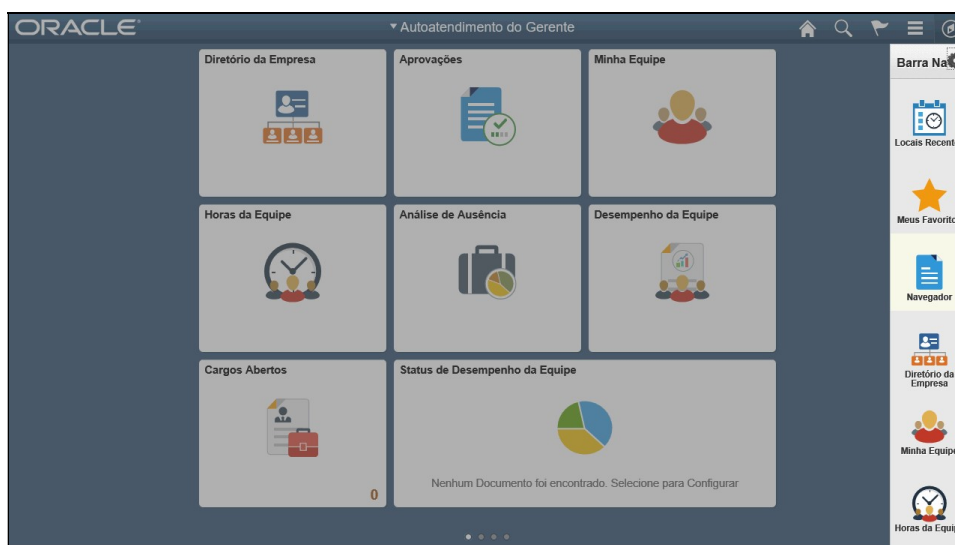 ORACLE
Autoatendimento do Gerente
Diretório da Empresa
Aprovações
Minha Equipe
Horas da Equipe
Análise de Ausência
Desempenho da Equipe
Cargos Abertos
0
Status de Desempenho da Equipe
Nenhum Documento foi encontrado. Selecione para Configurar
Barra Na
Locais Recent
Meus Favorito
Navegador
Diretório da
Empresa
Minha Equipe
Horas da Equip